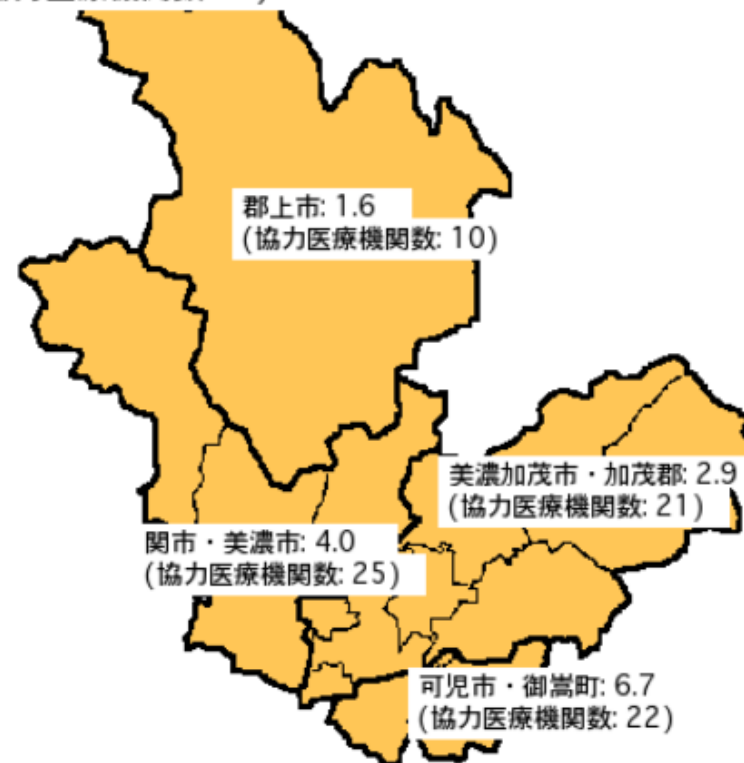 郡上市: 1.6
(協力医療機関数: 10)
美濃加茂市・加茂郡: 2.9
(協力医療機関数: 21)
関市・美濃市: 4.0
(協力医療機関数: 25)
可児市・御嵩町: 6.7
(協力医療機関数: 22)